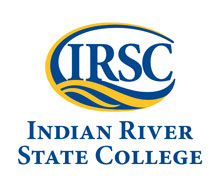 IRSC
INDIAN RIVER
STATE COLLEGE